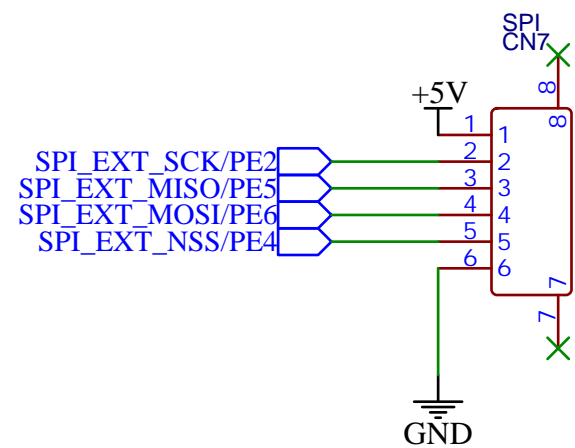 SPI
CN7
8
8
+5V
1 1
SPI_EXT_SCK/PE2 2 2
SPI_EXT_MISO/PE5 3 3
SPI_EXT_MOSI/PE6 4 4
SPI_EXT_NSS/PE4 5 5
6 6
7
7
GND